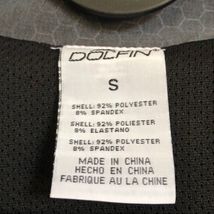 DOLFIN
S
SHELL: 92% POLYESTER
8% SPANDEX
SHELL: 92% POLIESTER
8% ELASTANO
SHELL: 92% POLYESTER
8% SPANDEX
MADE IN CHINA
HECHO EN CHINA
FABRIQUE AU LA CHINE